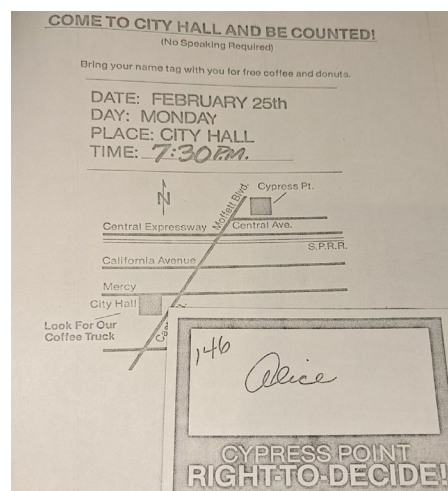 COME TO CITY HALL AND BE COUNTED!
(No Speaking Required)
Bring your name tag with you for free coffee and donuts.
DATE: FEBRUARY 25th
DAY: MONDAY
PLACE: CITY HALL
TIME: 7:30 P.M.
N
Moffett Blvd.
Cypress Pt.
Central Expressway
Central Ave.
S.P.R.R.
California Avenue
Mercy
City Hall
Look For Our
Coffee Truck
146
Alice
CYPRESS POINT
RIGHT-TO-DECIDE!